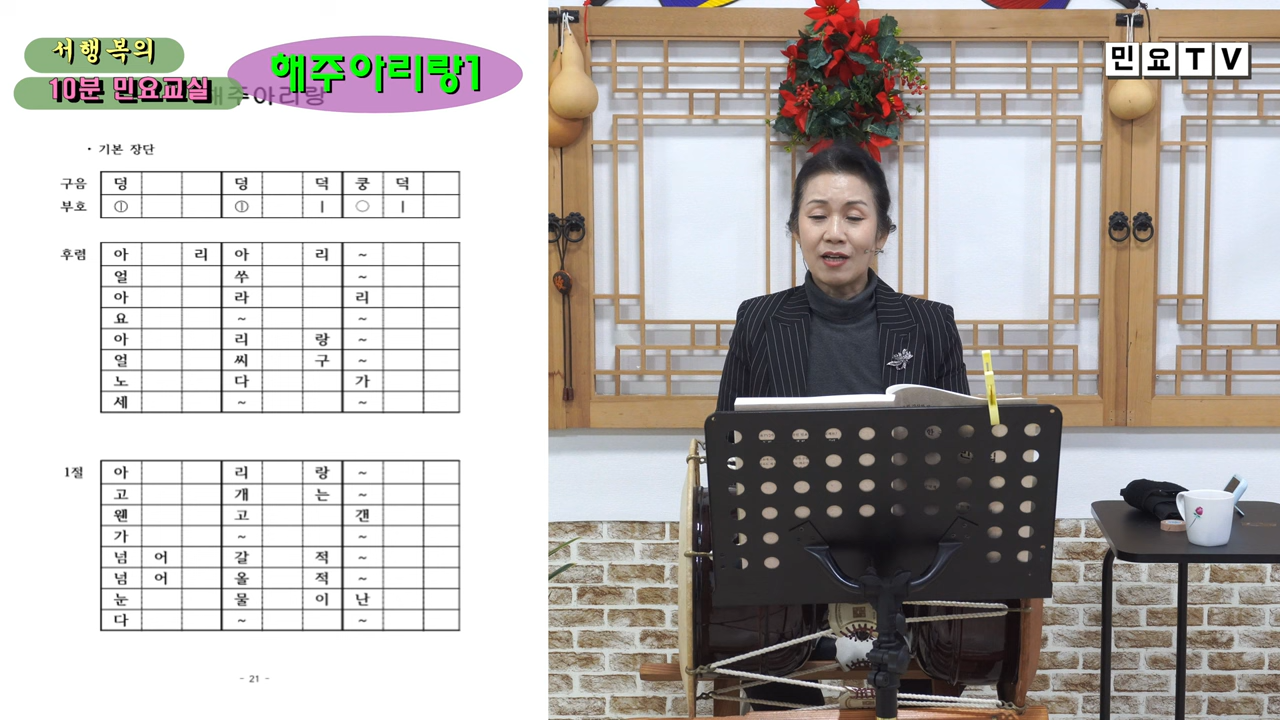 서행복의
10분 민요교실
해주아리랑1
해주아리랑
민요TV
· 기본 장단
구음 덩 덩 덕 쿵 덕
부호 ⏀ ⏀ | ○ |
후렴 아 리 아 리 ~
얼 쑤 ~
아 라 리
요 ~ ~
아 리 랑 ~
얼 씨 구 ~
노 다 가
세 ~ ~
1절 아 리 랑 ~
고 개 는 ~
웬 고 갠
가 ~ ~
넘 어 갈 적 ~
넘 어 올 적 ~
눈 물 이 난
다 ~ ~
- 21 -